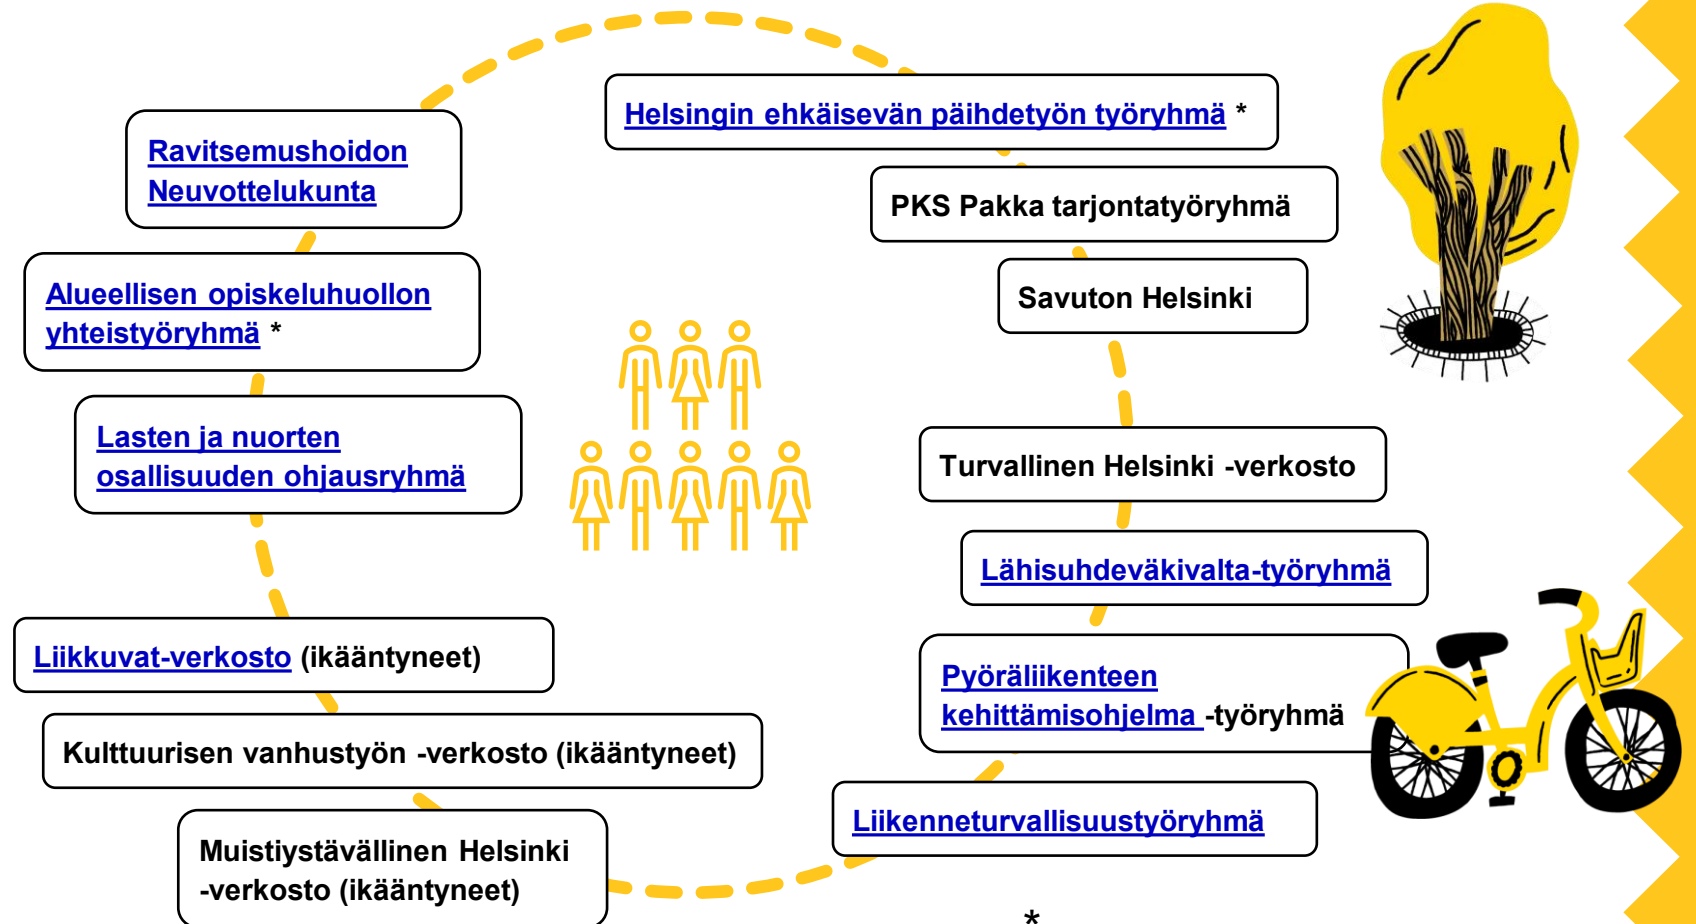 Helsingin ehkäisevän päihdetyön työryhmä *
Ravitsemushoidon
Neuvottelukunta
PKS Pakka tarjontatyöryhmä
Alueellisen opiskeluhuollon
yhteistyöryhmä *
Savuton Helsinki
Lasten ja nuorten
osallisuuden ohjausryhmä
Turvallinen Helsinki -verkosto
Lähisuhdeväkivalta-työryhmä
Liikkuvat-verkosto (ikääntyneet)
Pyöräliikenteen
kehittämisohjelma -työryhmä
Kulttuurisen vanhustyön -verkosto (ikääntyneet)
Liikenneturvallisuustyöryhmä
Muistiystävällinen Helsinki
-verkosto (ikääntyneet)
*